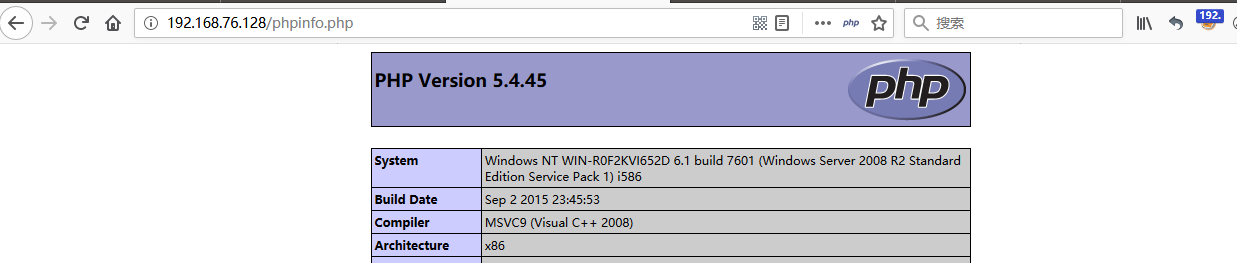 192.
192.168.76.128/phpinfo.php
php
搜索
PHP Version 5.4.45
php
System
Windows NT WIN-R0F2KVI652D 6.1 build 7601 (Windows Server 2008 R2 Standard
Edition Service Pack 1) i586
Build Date
Sep 2 2015 23:45:53
Compiler
MSVC9 (Visual C++ 2008)
Architecture
x86